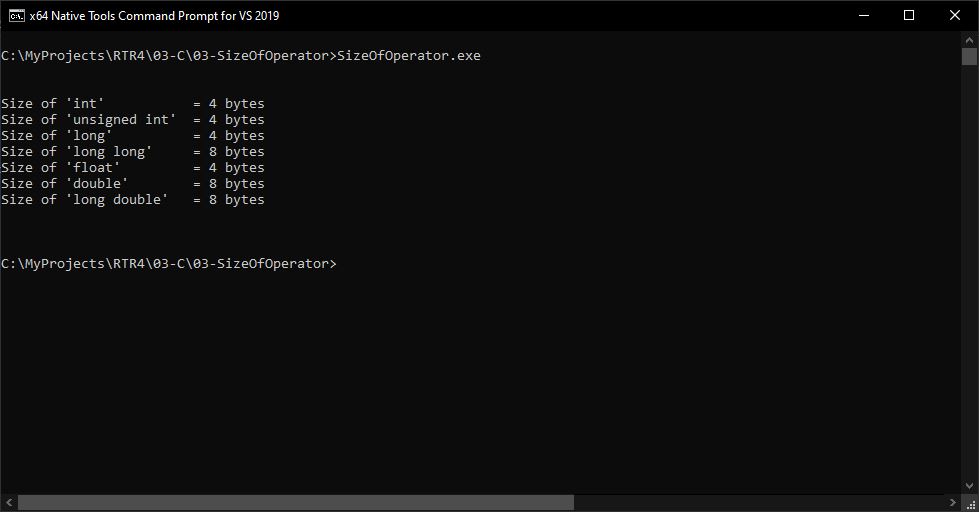 x64 Native Tools Command Prompt for VS 2019
C:\MyProjects\RTR4\03-C\03-SizeOfOperator>SizeOfOperator.exe
Size of 'int'           = 4 bytes
Size of 'unsigned int'  = 4 bytes
Size of 'long'          = 4 bytes
Size of 'long long'     = 8 bytes
Size of 'float'         = 4 bytes
Size of 'double'        = 8 bytes
Size of 'long double'   = 8 bytes
C:\MyProjects\RTR4\03-C\03-SizeOfOperator>